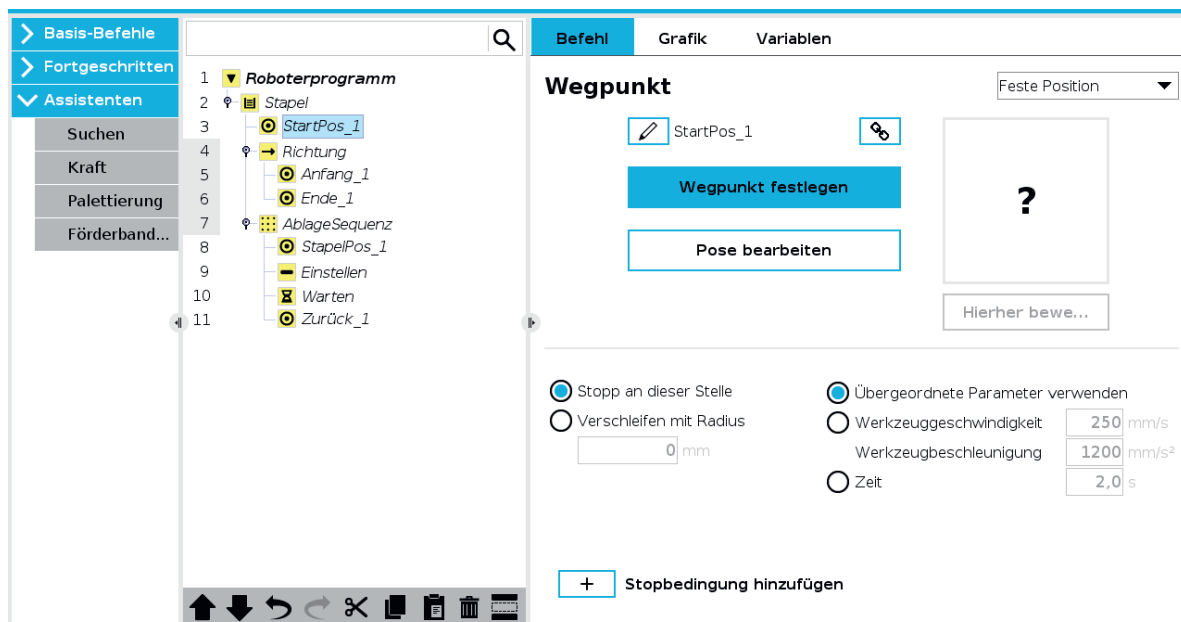 Basis-Befehle
Fortgeschritten
Assistenten
Suchen
Kraft
Palettierung
Förderband...
1 Roboterprogramm
2 Stapel
3 StartPos_1
4 Richtung
5 Anfang_1
6 Ende_1
7 AblageSequenz
8 StapelPos_1
9 Einstellen
10 Warten
11 Zurück_1
Befehl Grafik Variablen
Wegpunkt
Feste Position
StartPos_1
Wegpunkt festlegen
Pose bearbeiten
?
Hierher bewe...
Stopp an dieser Stelle
Verschleifen mit Radius
0 mm
Übergeordnete Parameter verwenden
Werkzeuggeschwindigkeit 250 mm/s
Werkzeugbeschleunigung 1200 mm/s²
Zeit 2,0 s
+ Stopbedingung hinzufügen